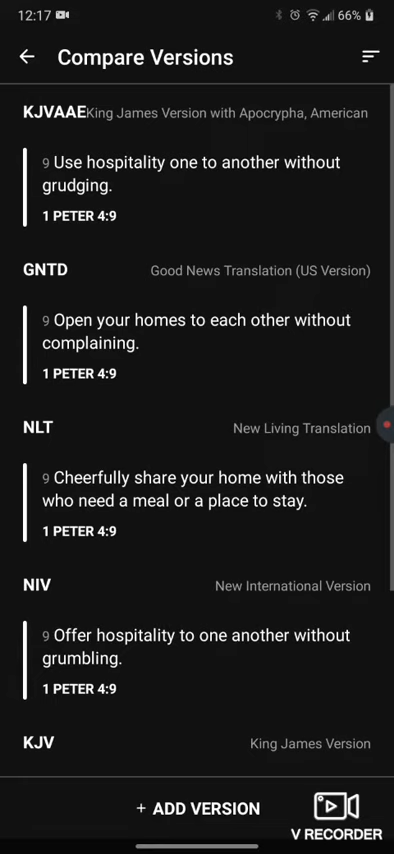 12:17 66%
Compare Versions
KJVAAE King James Version with Apocrypha, American
9 Use hospitality one to another without
grudging.
1 PETER 4:9
GNTD Good News Translation (US Version)
9 Open your homes to each other without
complaining.
1 PETER 4:9
NLT New Living Translation
9 Cheerfully share your home with those
who need a meal or a place to stay.
1 PETER 4:9
NIV New International Version
9 Offer hospitality to one another without
grumbling.
1 PETER 4:9
KJV King James Version
+ ADD VERSION
V RECORDER